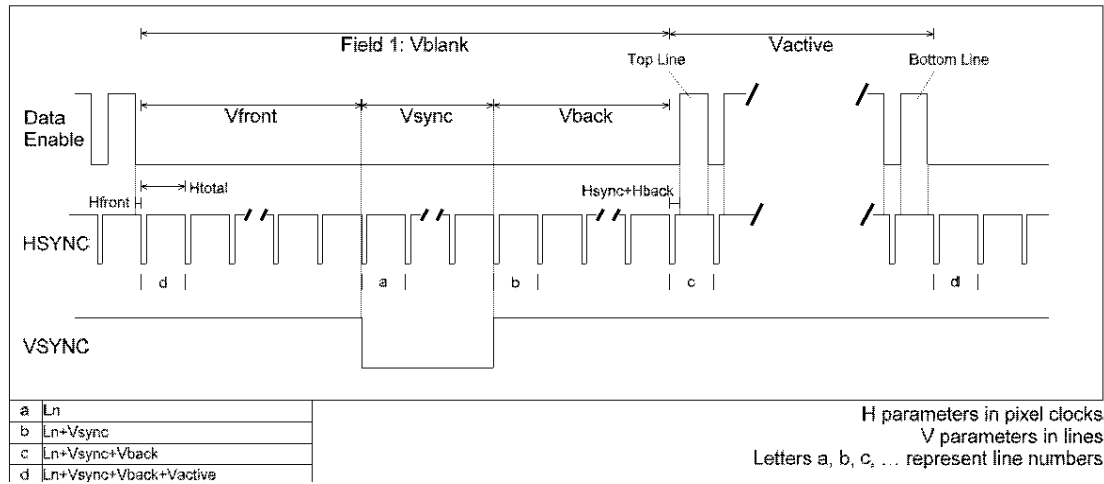 Field 1: Vblank
Vactive
Top Line
Bottom Line
Data
Enable
Vfront
Vsync
Vback
Hfront
Htotal
Hsync+Hback
HSYNC
d
a
b
c
d
VSYNC
a Ln
b Ln+Vsync
c Ln+Vsync+Vback
d Ln+Vsync+Vback+Vactive
H parameters in pixel clocks
V parameters in lines
Letters a, b, c, … represent line numbers